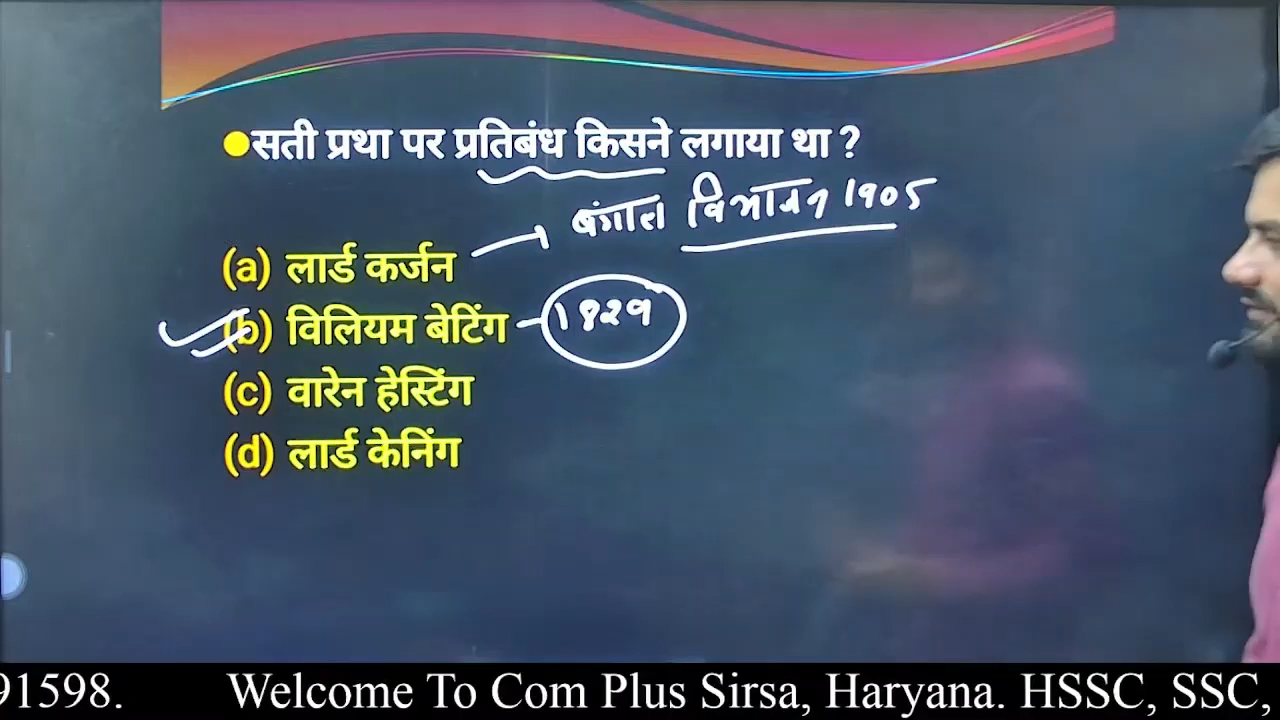 ●सती प्रथा पर प्रतिबंध किसने लगाया था ?
बंगाल विभाजन 1905
(a) लार्ड कर्जन
(b) विलियम बेटिंग - 1829
(c) वारेन हेस्टिंग
(d) लार्ड केनिंग
91598. Welcome To Com Plus Sirsa, Haryana. HSSC, SSC,